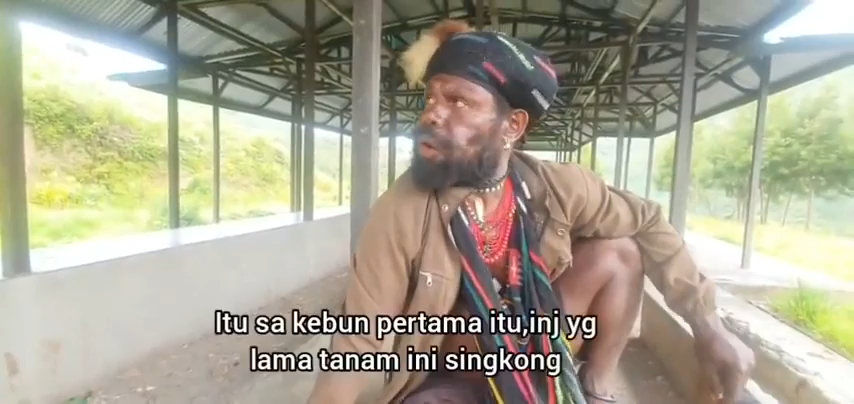 Itu sa kebun pertama itu,inj yg
lama tanam ini singkong